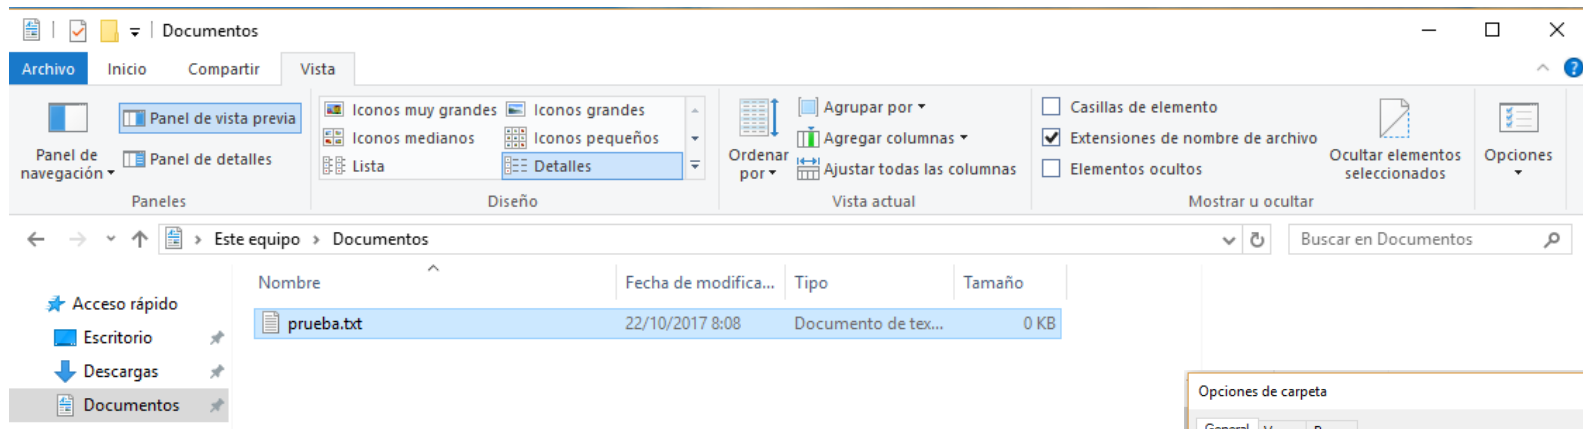 Documentos
Archivo Inicio Compartir Vista
Panel de navegación
Panel de vista previa
Panel de detalles
Paneles
Iconos muy grandes Iconos grandes
Iconos medianos Iconos pequeños
Lista Detalles
Diseño
Ordenar por
Agrupar por
Agregar columnas
Ajustar todas las columnas
Vista actual
Casillas de elemento
Extensiones de nombre de archivo
Elementos ocultos
Ocultar elementos seleccionados
Mostrar u ocultar
Opciones
Este equipo > Documentos
Buscar en Documentos
Nombre Fecha de modifica... Tipo Tamaño
prueba.txt 22/10/2017 8:08 Documento de tex... 0 KB
Acceso rápido
Escritorio
Descargas
Documentos
Opciones de carpeta
General